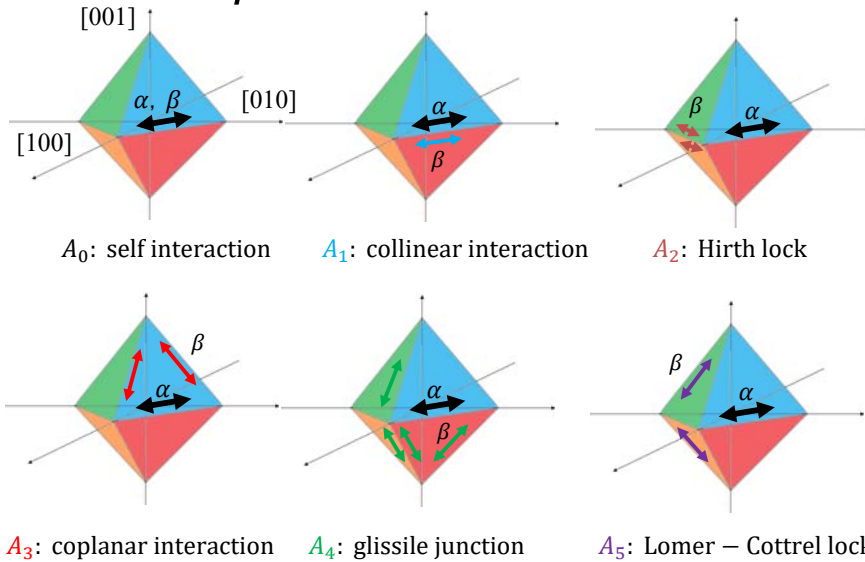 [001]
α, β
[010]
[100]
A₀: self interaction
α
β
A₁: collinear interaction
β
α
A₂: Hirth lock
β
α
A₃: coplanar interaction
α
β
A₄: glissile junction
β
α
A₅: Lomer − Cottrel lock